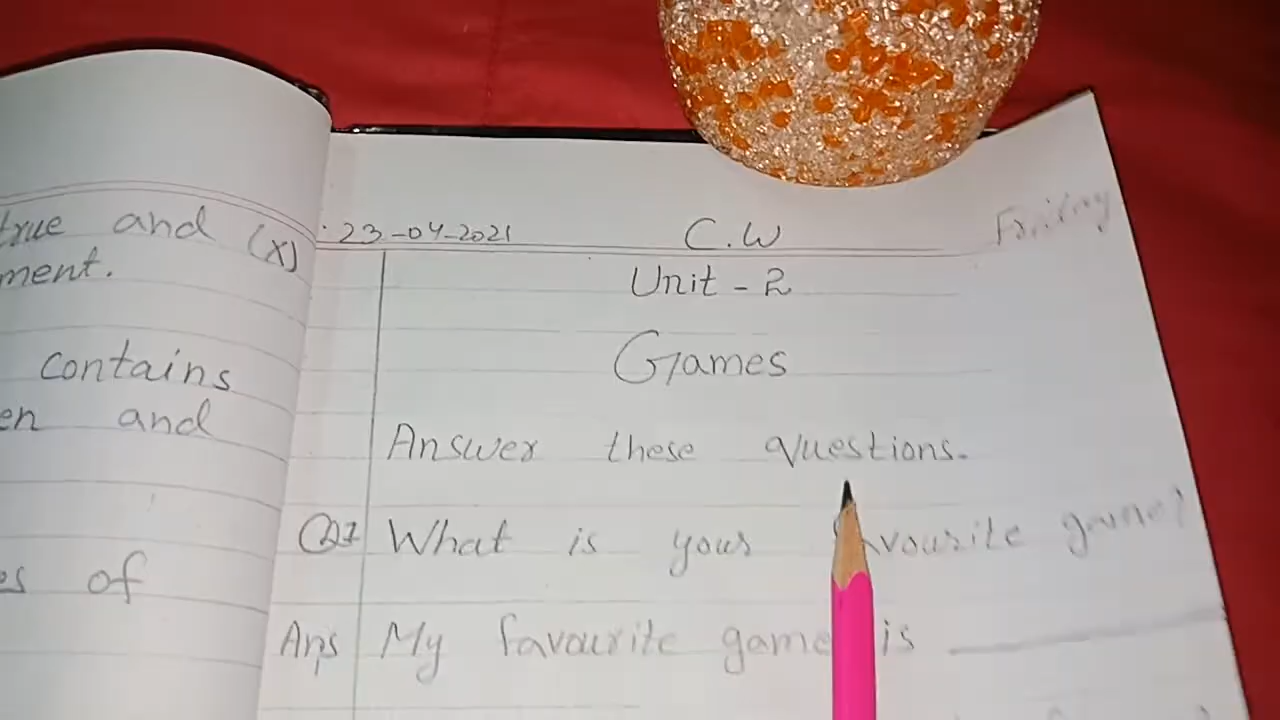 true and (x)
ment.
contains
en and
es of
23-04-2021 C.W Friday
Unit - 2
Games
Answer these questions.
Q1 What is your favourite game?
Ans My favourite game is